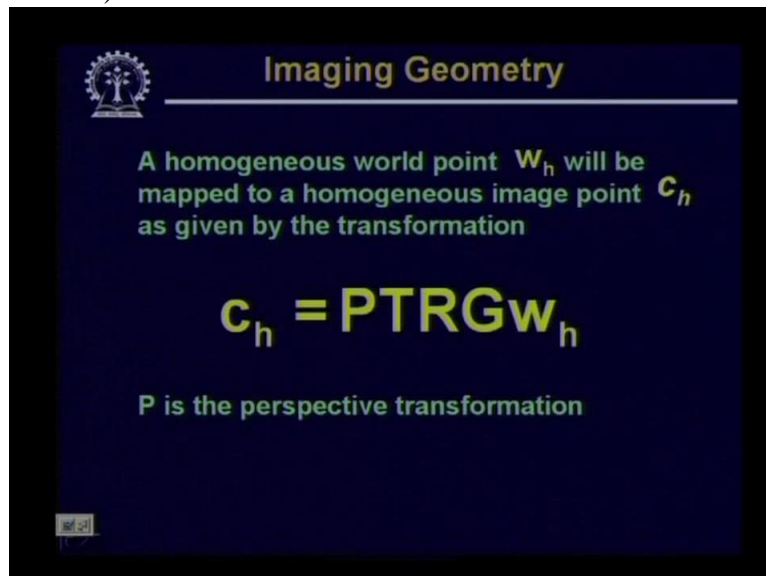 Imaging Geometry
A homogeneous world point w_h will be
mapped to a homogeneous image point c_h
as given by the transformation
c_h = PTRGw_h
P is the perspective transformation